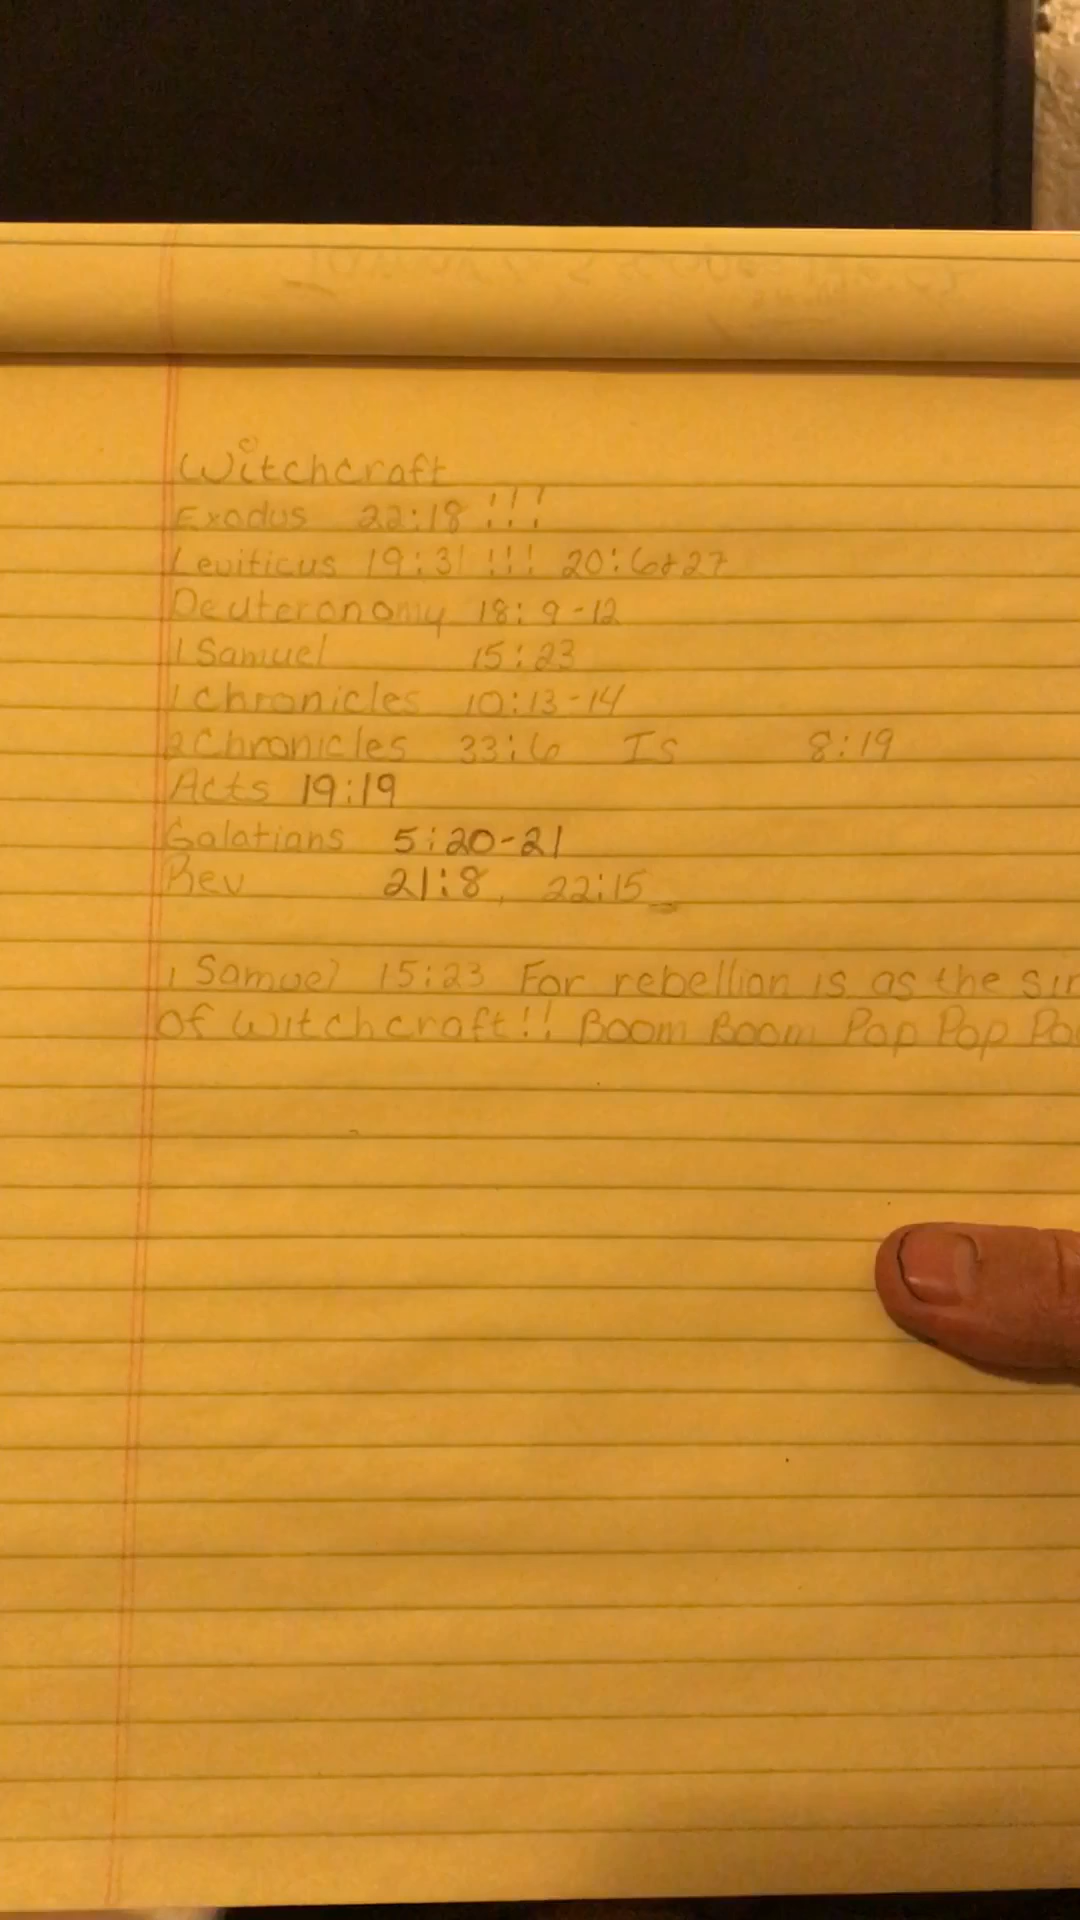 Witchcraft
Exodus 22:18 !!!
Leviticus 19:31 !!! 20:6&27
Deuteronomy 18:9-12
1 Samuel 15:23
1 Chronicles 10:13-14
2 Chronicles 33:6 Is 8:19
Acts 19:19
Galatians 5:20-21
Rev 21:8, 22:15
1 Samuel 15:23 For rebellion is as the sin
of Witchcraft!! Boom Boom Pop Pop